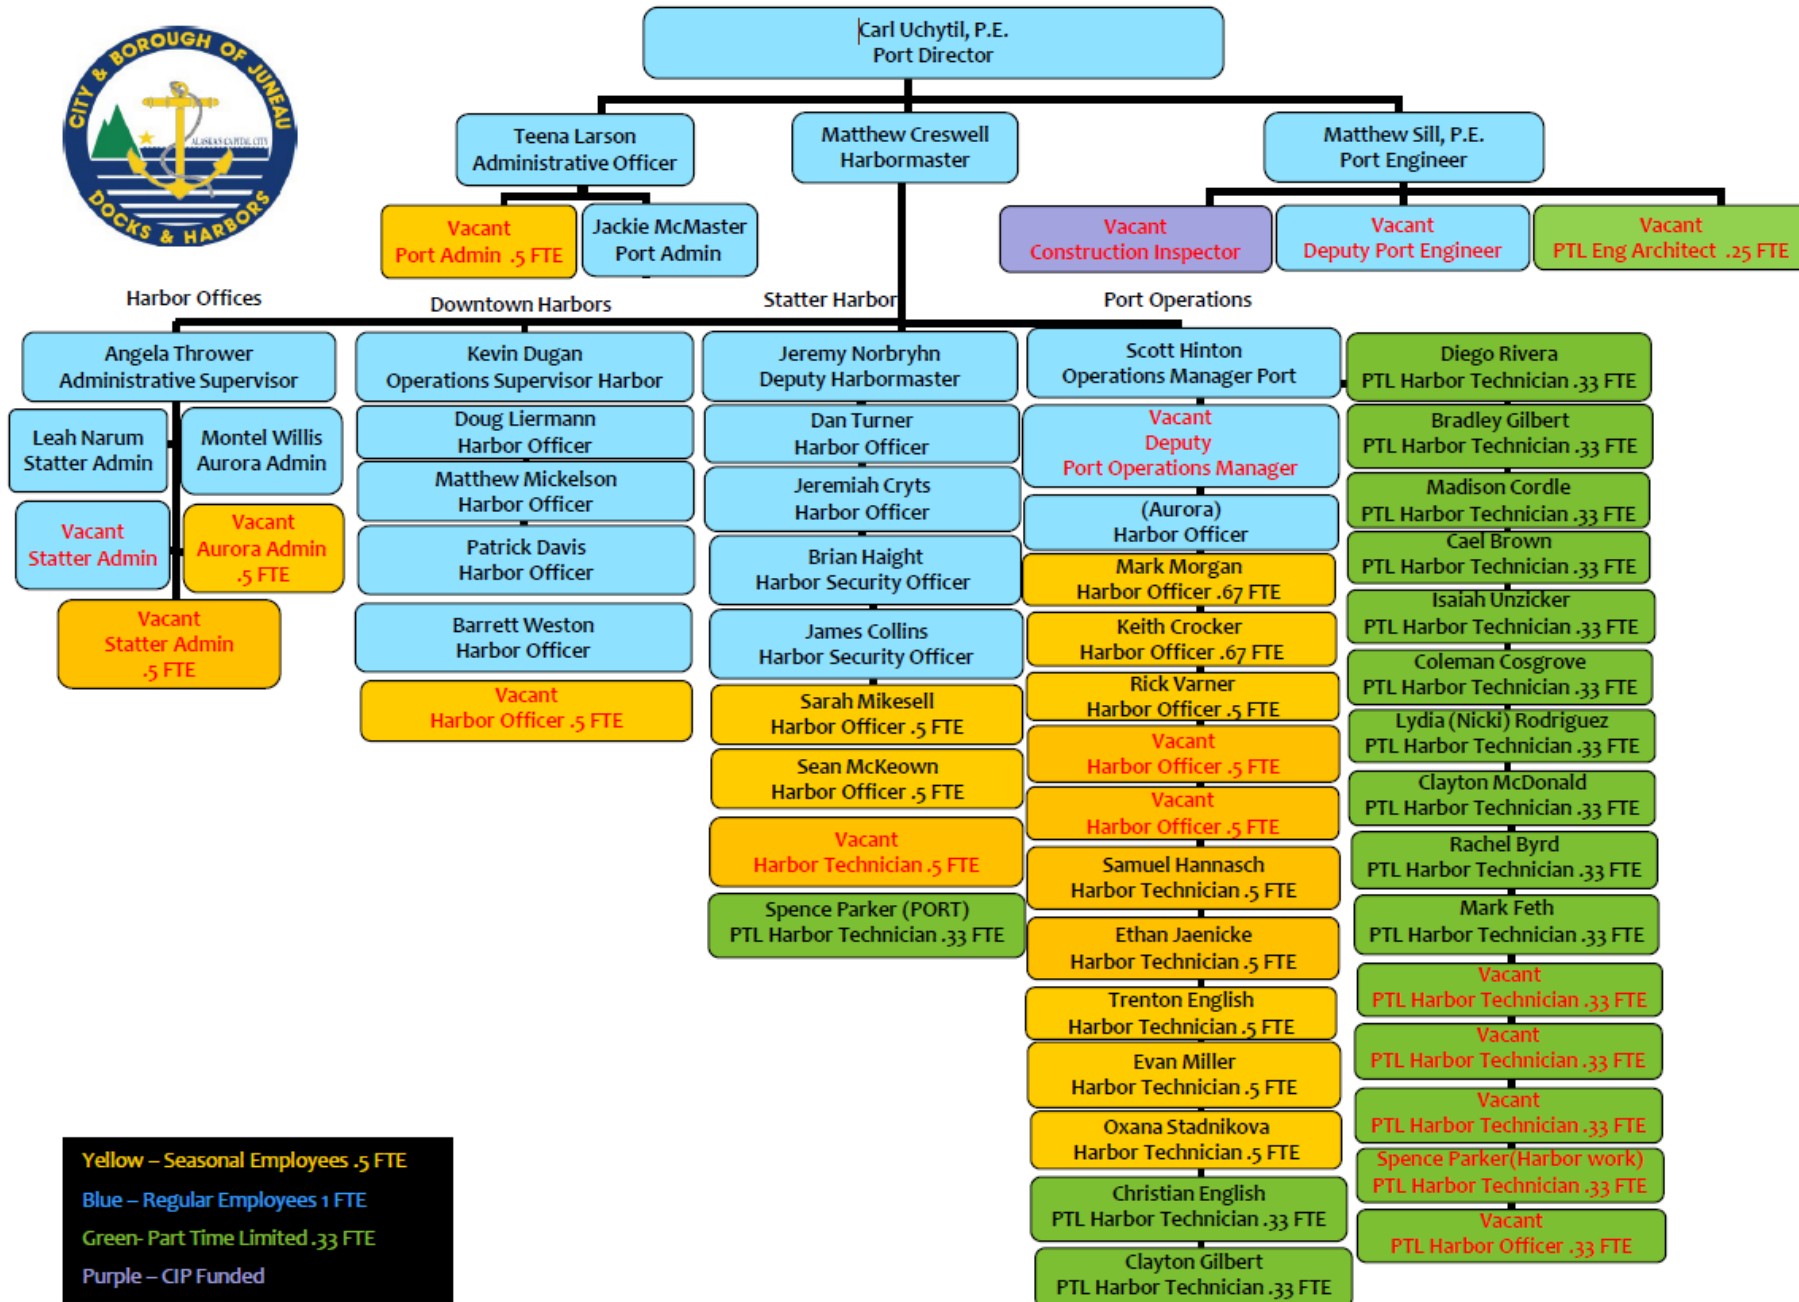 CITY & BOROUGH OF JUNEAU
ALASKA'S CAPITAL CITY
DOCKS & HARBORS
Carl Uchytil, P.E.
Port Director
Teena Larson
Administrative Officer
Matthew Creswell
Harbormaster
Matthew Sill, P.E.
Port Engineer
Vacant
Port Admin .5 FTE
Jackie McMaster
Port Admin
Vacant
Construction Inspector
Vacant
Deputy Port Engineer
Vacant
PTL Eng Architect .25 FTE
Harbor Offices
Downtown Harbors
Statter Harbor
Port Operations
Angela Thrower
Administrative Supervisor
Leah Narum
Statter Admin
Montel Willis
Aurora Admin
Vacant
Statter Admin
Vacant
Aurora Admin
.5 FTE
Vacant
Statter Admin
.5 FTE
Kevin Dugan
Operations Supervisor Harbor
Doug Liermann
Harbor Officer
Matthew Mickelson
Harbor Officer
Patrick Davis
Harbor Officer
Barrett Weston
Harbor Officer
Vacant
Harbor Officer .5 FTE
Jeremy Norbryhn
Deputy Harbormaster
Dan Turner
Harbor Officer
Jeremiah Cryts
Harbor Officer
Brian Haight
Harbor Security Officer
James Collins
Harbor Security Officer
Sarah Mikesell
Harbor Officer .5 FTE
Sean McKeown
Harbor Officer .5 FTE
Vacant
Harbor Technician .5 FTE
Spence Parker (PORT)
PTL Harbor Technician .33 FTE
Scott Hinton
Operations Manager Port
Vacant
Deputy
Port Operations Manager
(Aurora)
Harbor Officer
Mark Morgan
Harbor Officer .67 FTE
Keith Crocker
Harbor Officer .67 FTE
Rick Varner
Harbor Officer .5 FTE
Vacant
Harbor Officer .5 FTE
Vacant
Harbor Officer .5 FTE
Samuel Hannasch
Harbor Technician .5 FTE
Ethan Jaenicke
Harbor Technician .5 FTE
Trenton English
Harbor Technician .5 FTE
Evan Miller
Harbor Technician .5 FTE
Oxana Stadnikova
Harbor Technician .5 FTE
Christian English
PTL Harbor Technician .33 FTE
Clayton Gilbert
PTL Harbor Technician .33 FTE
Diego Rivera
PTL Harbor Technician .33 FTE
Bradley Gilbert
PTL Harbor Technician .33 FTE
Madison Cordle
PTL Harbor Technician .33 FTE
Cael Brown
PTL Harbor Technician .33 FTE
Isaiah Unzicker
PTL Harbor Technician .33 FTE
Coleman Cosgrove
PTL Harbor Technician .33 FTE
Lydia (Nicki) Rodriguez
PTL Harbor Technician .33 FTE
Clayton McDonald
PTL Harbor Technician .33 FTE
Rachel Byrd
PTL Harbor Technician .33 FTE
Mark Feth
PTL Harbor Technician .33 FTE
Vacant
PTL Harbor Technician .33 FTE
Vacant
PTL Harbor Technician .33 FTE
Vacant
PTL Harbor Technician .33 FTE
Spence Parker(Harbor work)
PTL Harbor Technician .33 FTE
Vacant
PTL Harbor Officer .33 FTE
Yellow – Seasonal Employees .5 FTE
Blue – Regular Employees 1 FTE
Green- Part Time Limited .33 FTE
Purple – CIP Funded